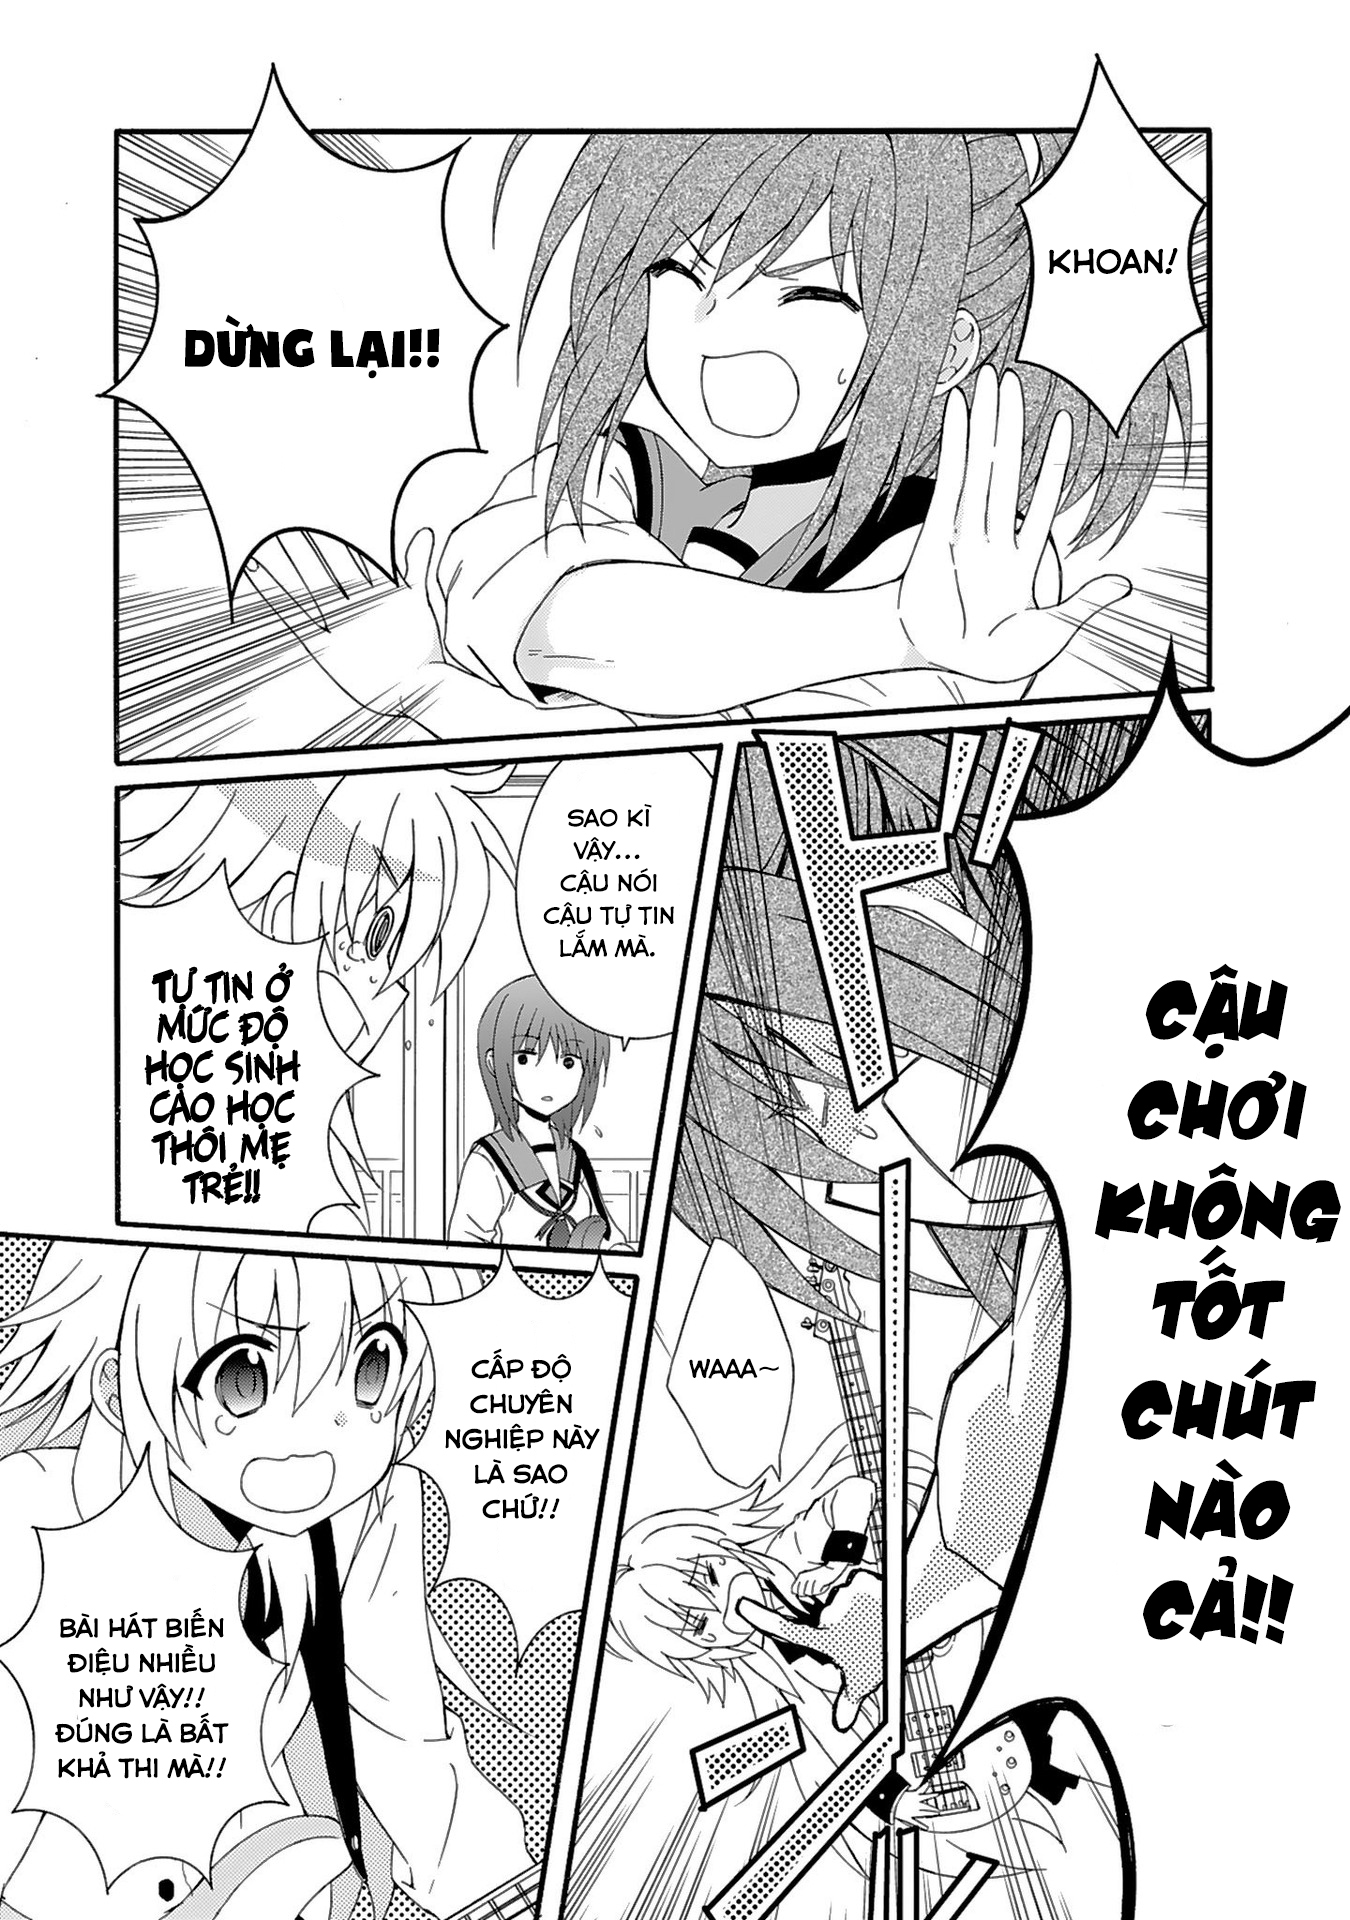 KHOAN!
DỪNG LẠI!!
CẬU
CHƠI
KHÔNG
TỐT
CHÚT
NÀO
CẢ!!
WAAA~
SAO KÌ
VẬY...
CẬU NÓI
CẬU TỰ TIN
LẮM MÀ.
TỰ TIN Ở
MỨC ĐỘ
HỌC SINH
CAO HỌC
THÔI MẸ
TRẺ!!
CẤP ĐỘ
CHUYÊN
NGHIỆP NÀY
LÀ SAO
CHỨ!!
BÀI HÁT BIẾN
ĐIỆU NHIỀU
NHƯ VẬY!!
ĐÚNG LÀ BẤT
KHẢ THI MÀ!!